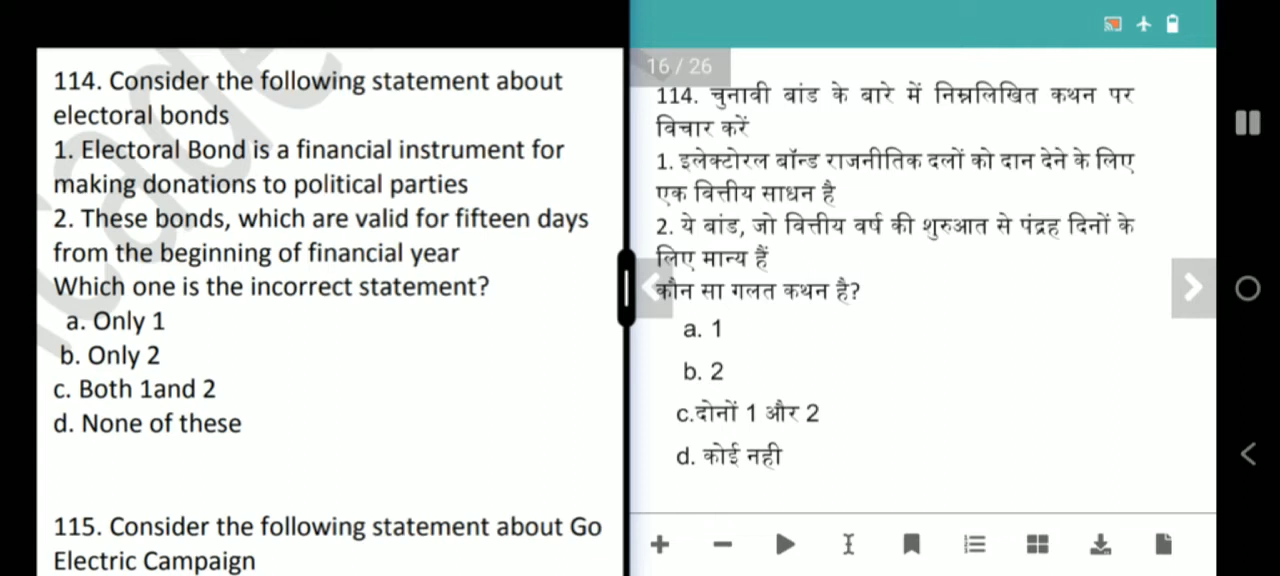 114. Consider the following statement about
electoral bonds
1. Electoral Bond is a financial instrument for
making donations to political parties
2. These bonds, which are valid for fifteen days
from the beginning of financial year
Which one is the incorrect statement?
a. Only 1
b. Only 2
c. Both 1and 2
d. None of these
115. Consider the following statement about Go
Electric Campaign
16 / 26
114. चुनावी बांड के बारे में निम्नलिखित कथन पर
विचार करें
1. इलेक्टोरल बॉन्ड राजनीतिक दलों को दान देने के लिए
एक वित्तीय साधन है
2. ये बांड, जो वित्तीय वर्ष की शुरुआत से पंद्रह दिनों के
लिए मान्य हैं
कौन सा गलत कथन है?
a. 1
b. 2
c.दोनों 1 और 2
d. कोई नही